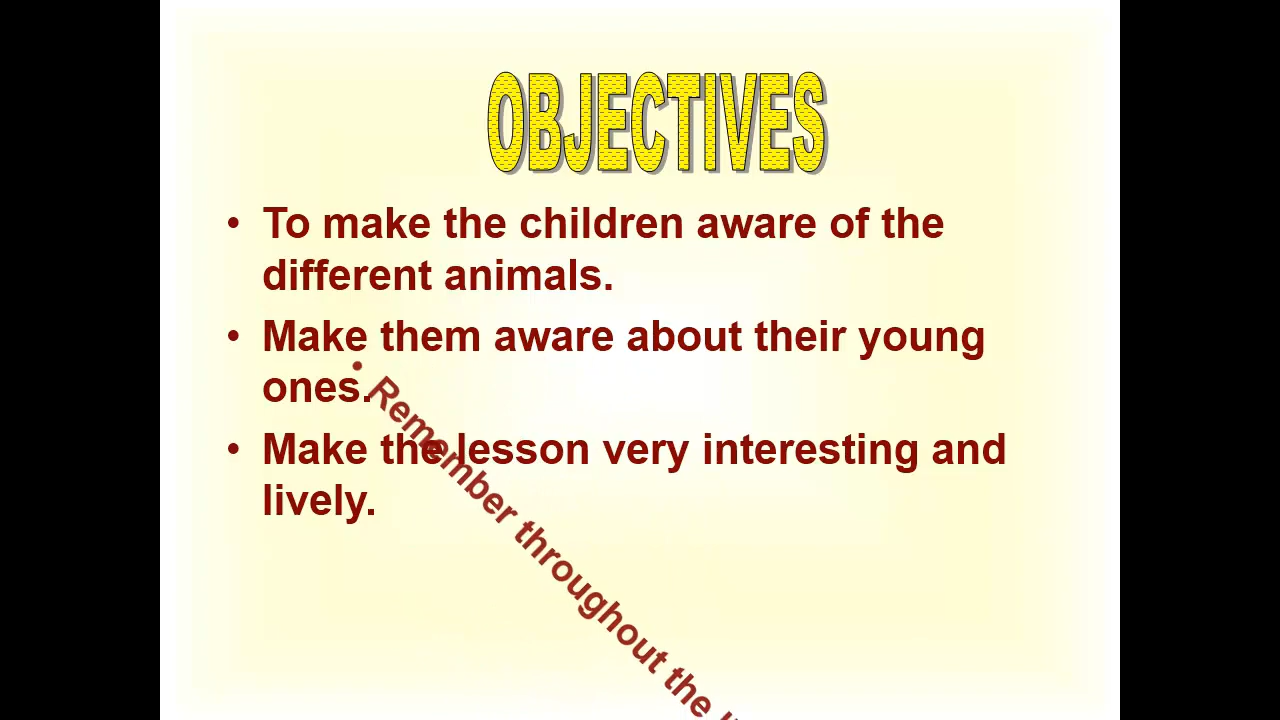 OBJECTIVES
• To make the children aware of the
different animals.
• Make them aware about their young
ones.
• Make the lesson very interesting and
lively.
• Remember throughout the